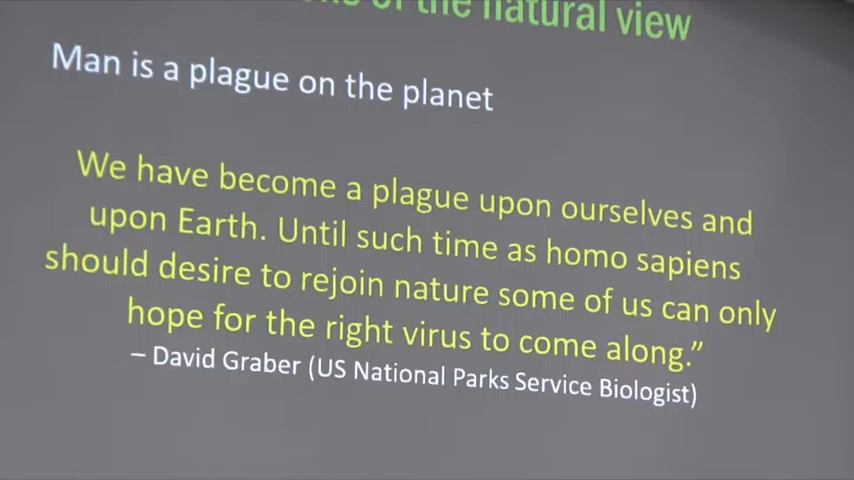 of the natural view
Man is a plague on the planet
We have become a plague upon ourselves and
upon Earth. Until such time as homo sapiens
should desire to rejoin nature some of us can only
hope for the right virus to come along.”
– David Graber (US National Parks Service Biologist)